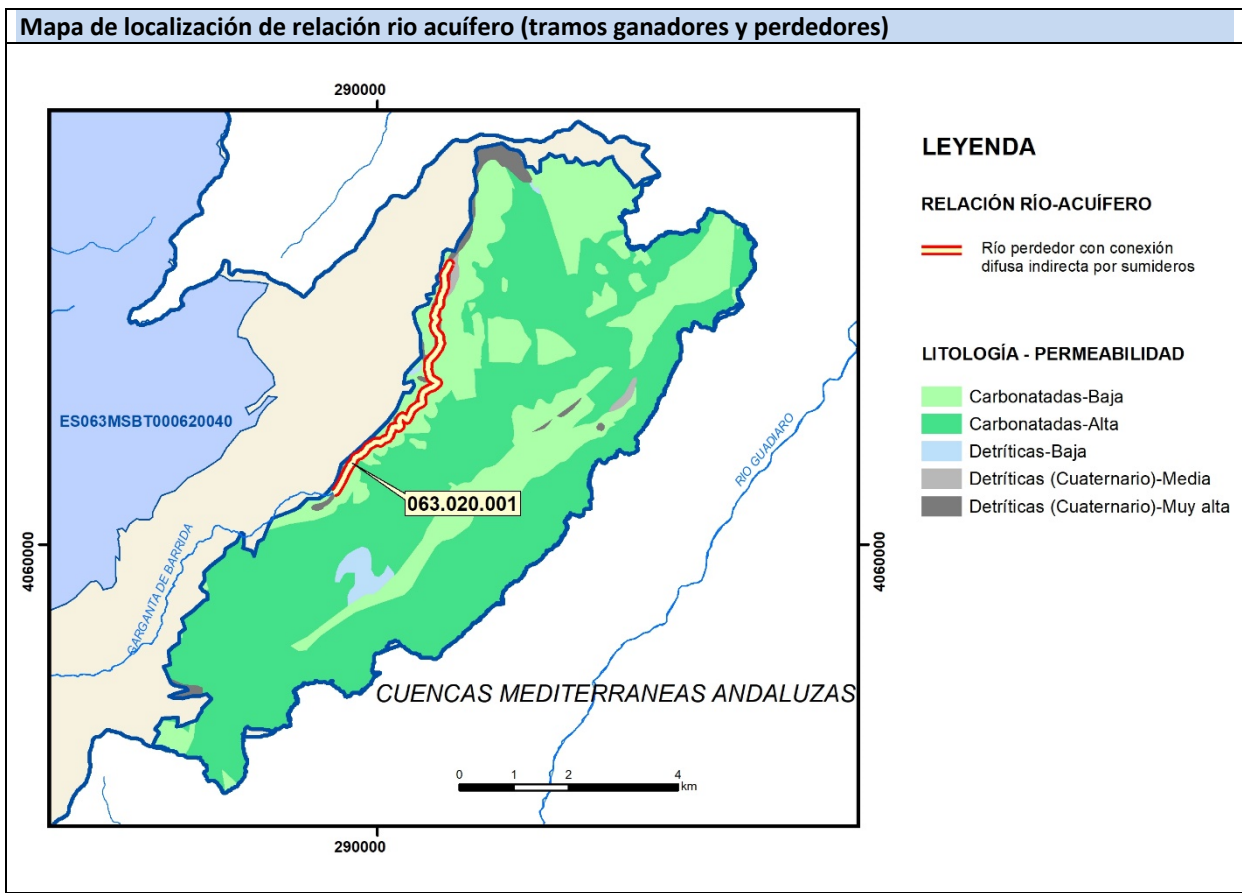 Mapa de localización de relación rio acuífero (tramos ganadores y perdedores)
290000
LEYENDA
RELACIÓN RÍO-ACUÍFERO
Río perdedor con conexión
difusa indirecta por sumideros
LITOLOGÍA - PERMEABILIDAD
Carbonatadas-Baja
Carbonatadas-Alta
Detríticas-Baja
Detríticas (Cuaternario)-Media
Detríticas (Cuaternario)-Muy alta
ES063MSBT000620040
RIO GUADIARO
063.020.001
4060000
4060000
GARGANTA DE BARRIDA
CUENCAS MEDITERRANEAS ANDALUZAS
0 1 2 4
km
290000